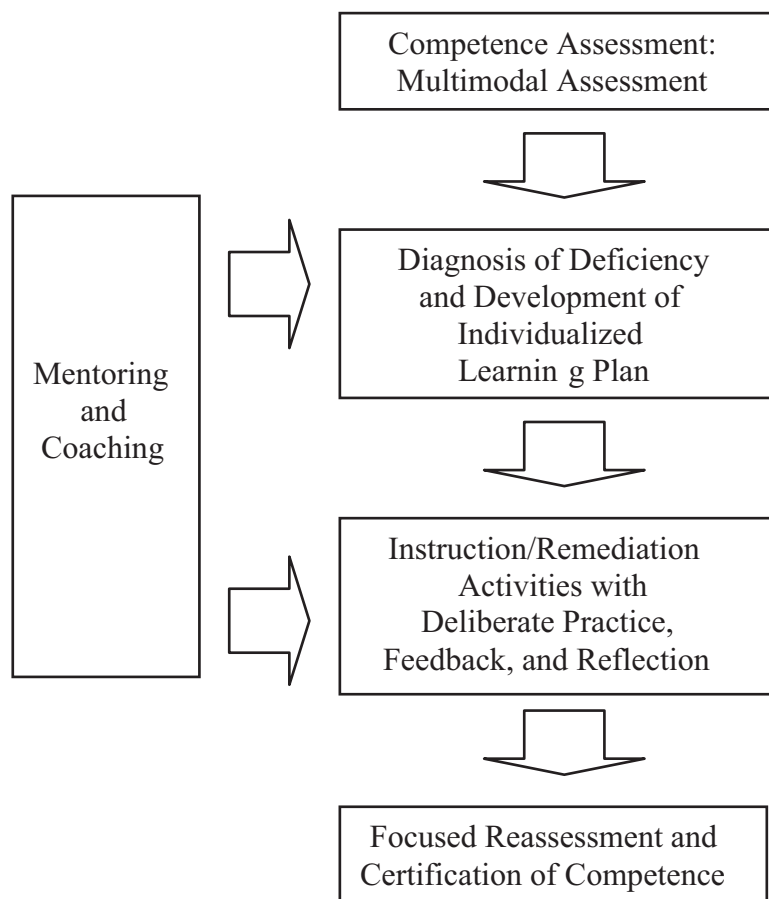 Competence Assessment:
Multimodal Assessment
Diagnosis of Deficiency
and Development of
Individualized
Learnin g Plan
Mentoring
and
Coaching
Instruction/Remediation
Activities with
Deliberate Practice,
Feedback, and Reflection
Focused Reassessment and
Certification of Competence